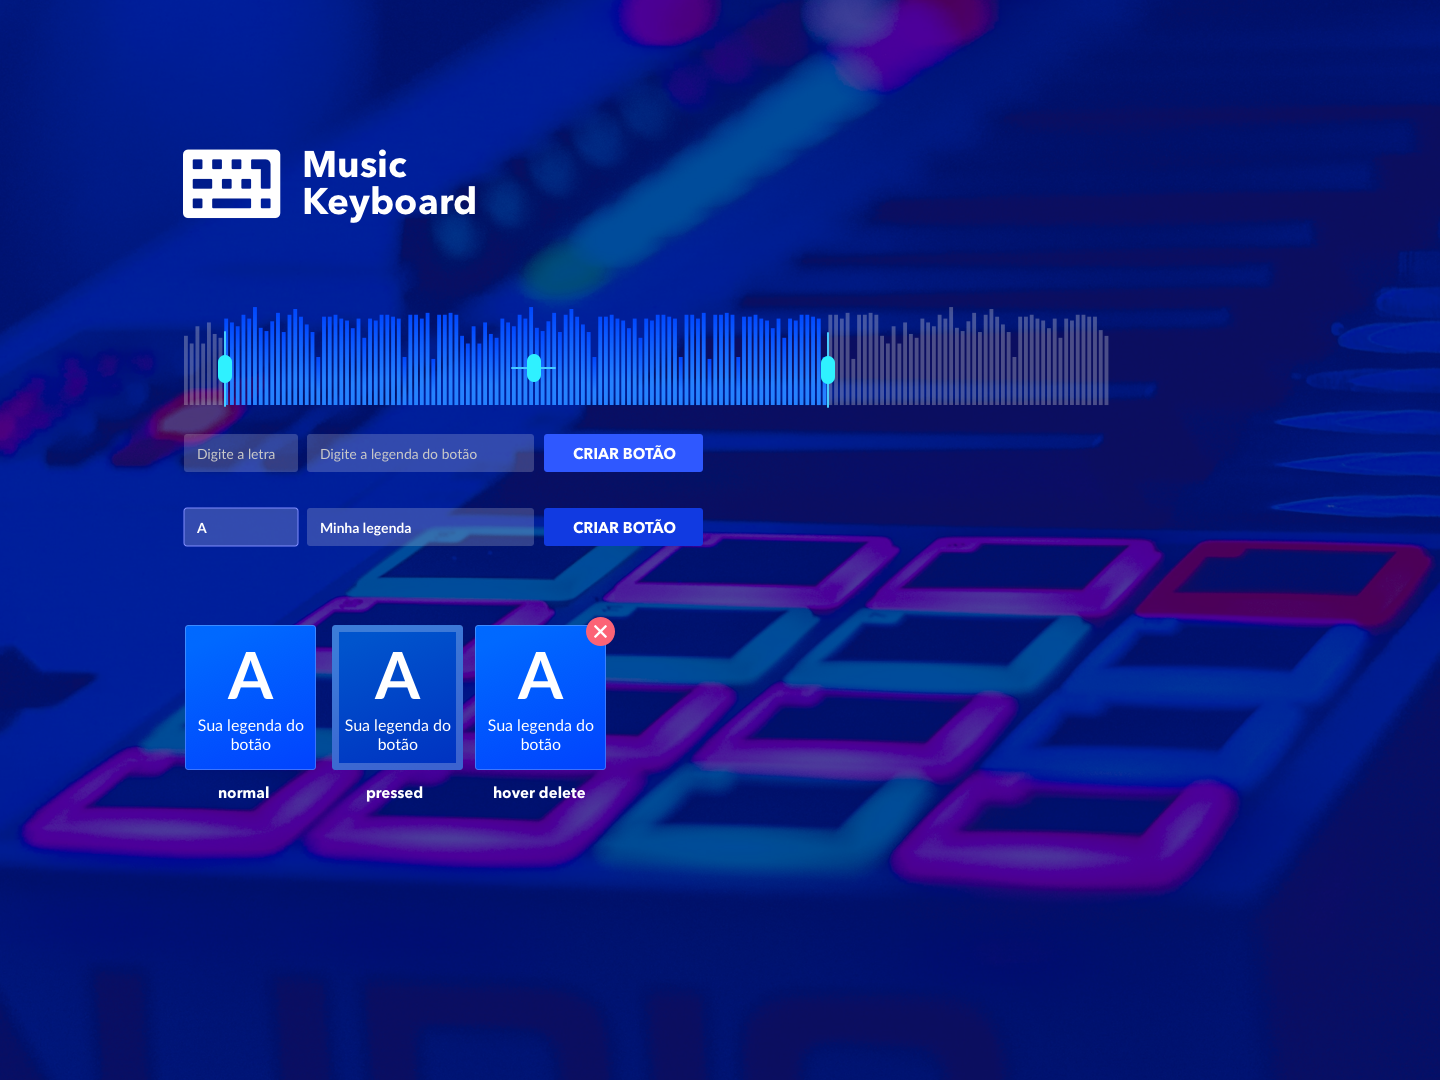 Music
Keyboard
Digite a letra
Digite a legenda do botão
CRIAR BOTÃO
A
Minha legenda
CRIAR BOTÃO
A
Sua legenda do
botão
A
Sua legenda do
botão
A
Sua legenda do
botão
normal
pressed
hover delete